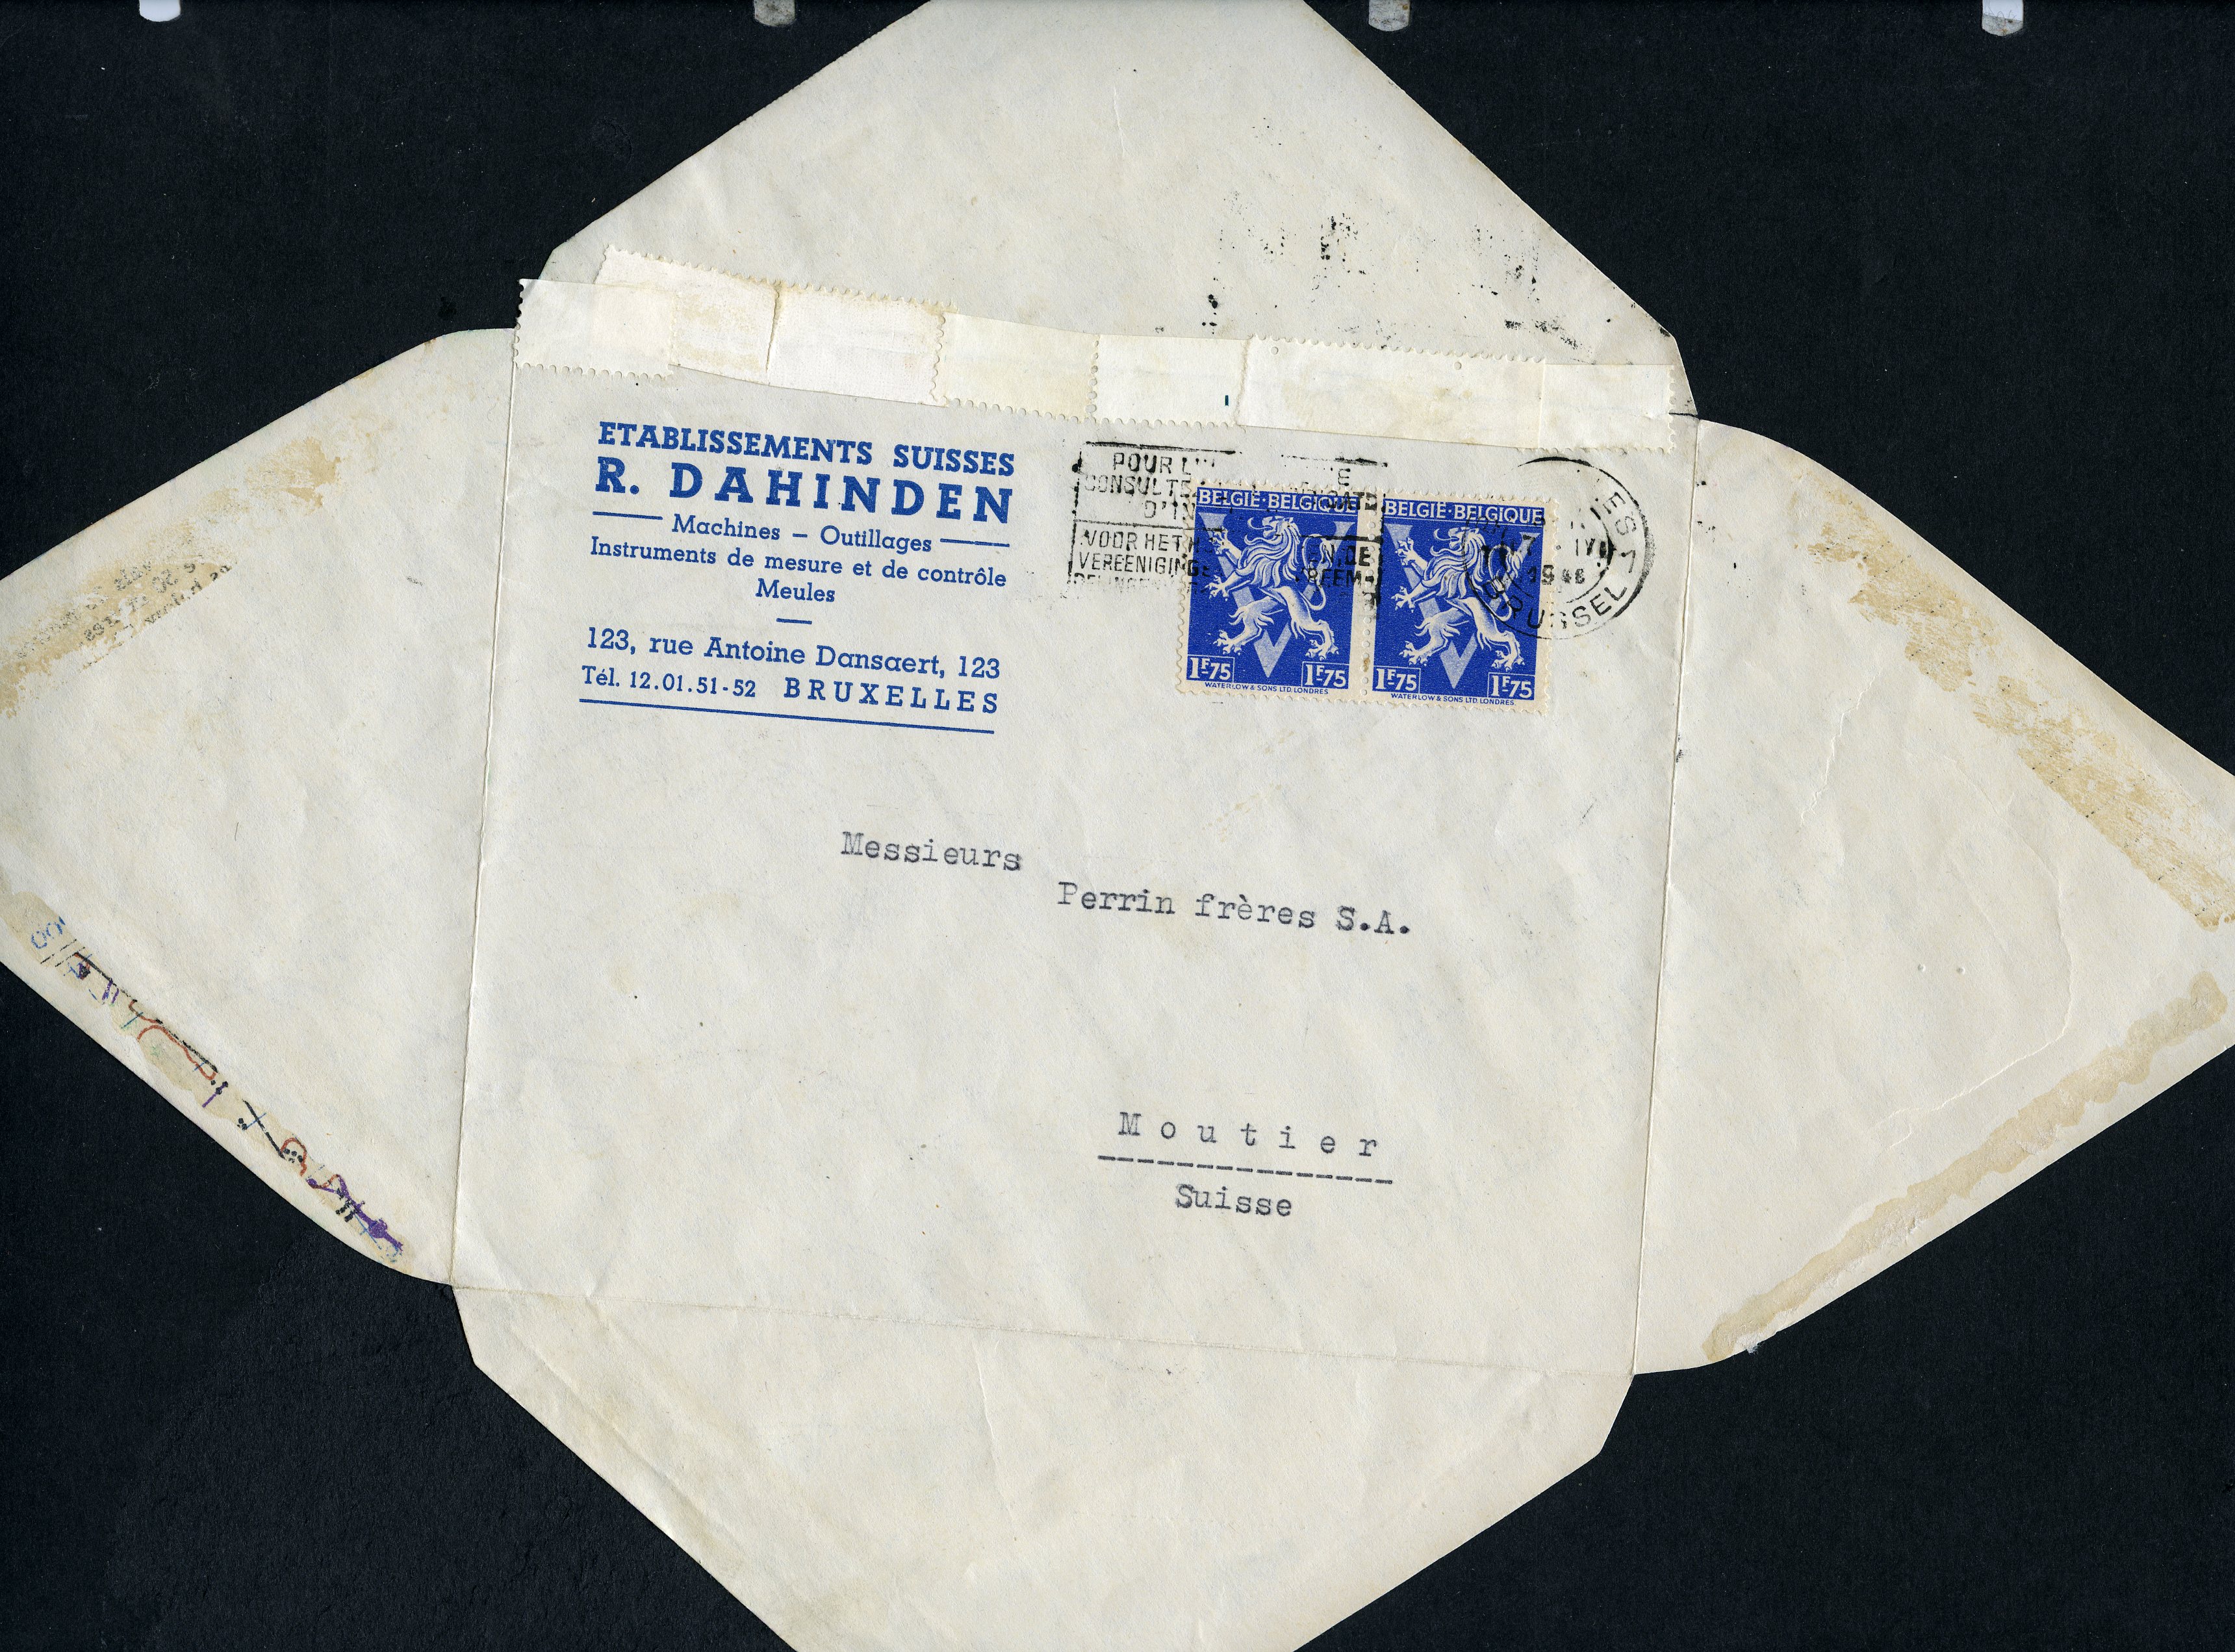 ETABLISSEMENTS SUISSES
R. DAHINDEN
Machines – Outillages
Instruments de mesure et de contrôle
Meules
123, rue Antoine Dansaert, 123
Tél. 12.01.51-52 BRUXELLES
POUR
VOOR HET
BELGIË·BELGIQUE
1F75 1F75
WATERLOW & SONS LTD. LONDRES.
BELGIË·BELGIQUE
1F75 1F75
WATERLOW & SONS LTD. LONDRES.
BRUSSEL
Messieurs
Perrin frères S.A.
Moutier
Suisse